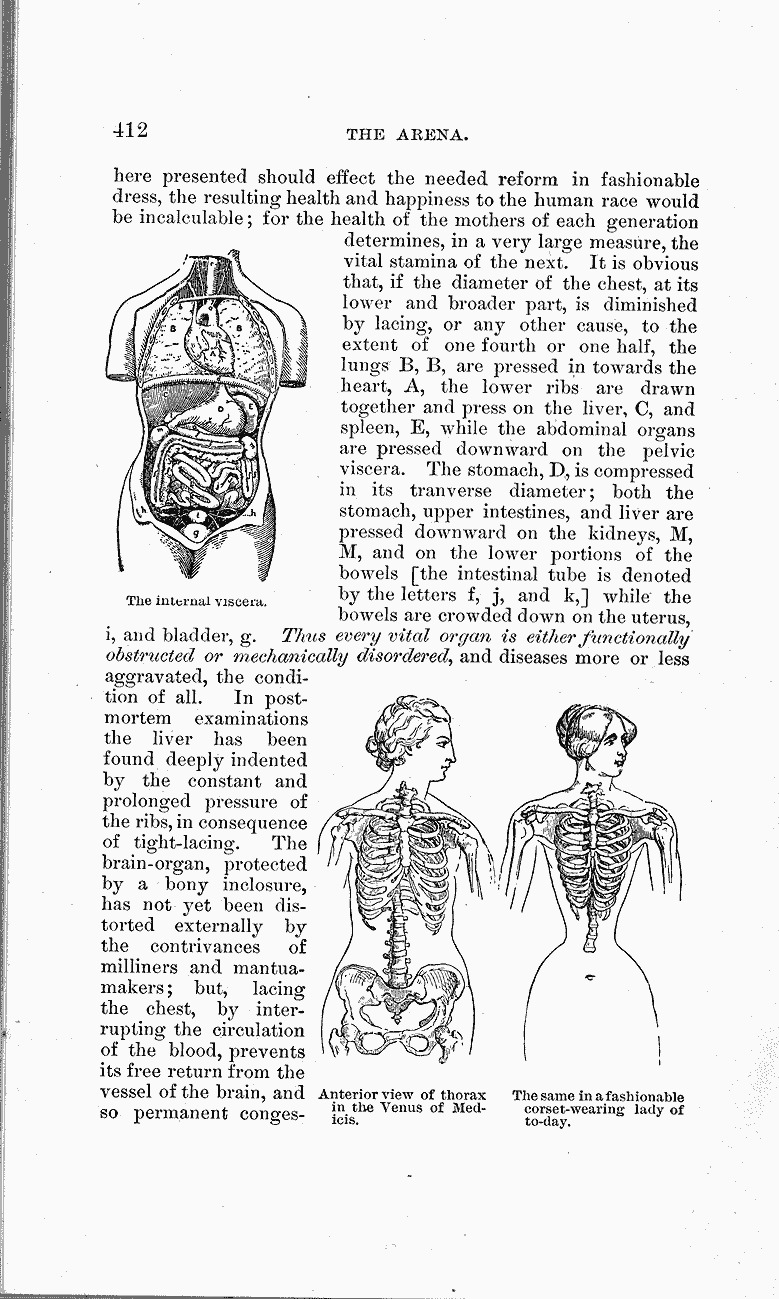 412
THE ARENA.
here presented should effect the needed reform in fashionable
dress, the resulting health and happiness to the human race would
be incalculable; for the health of the mothers of each generation
determines, in a very large measure, the
vital stamina of the next. It is obvious
that, if the diameter of the chest, at its
lower and broader part, is diminished
by lacing, or any other cause, to the
extent of one fourth or one half, the
lungs B, B, are pressed in towards the
heart, A, the lower ribs are drawn
together and press on the liver, C, and
spleen, E, while the abdominal organs
are pressed downward on the pelvic
viscera. The stomach, D, is compressed
in its tranverse diameter; both the
stomach, upper intestines, and liver are
pressed downward on the kidneys, M,
M, and on the lower portions of the
bowels [the intestinal tube is denoted
by the letters f, j, and k,] while the
bowels are crowded down on the uterus,
i, and bladder, g. Thus every vital organ is either functionally
obstructed or mechanically disordered, and diseases more or less
aggravated, the condi-
tion of all. In post-
mortem examinations
the liver has been
found deeply indented
by the constant and
prolonged pressure of
the ribs, in consequence
of tight-lacing. The
brain-organ, protected
by a bony inclosure,
has not yet been dis-
torted externally by
the contrivances of
milliners and mantua-
makers; but, lacing
the chest, by inter-
rupting the circulation
of the blood, prevents
its free return from the
vessel of the brain, and
so permanent conges-
The internal viscera.
Anterior view of thorax
in the Venus of Med-
icis.
The same in a fashionable
corset-wearing lady of
to-day.